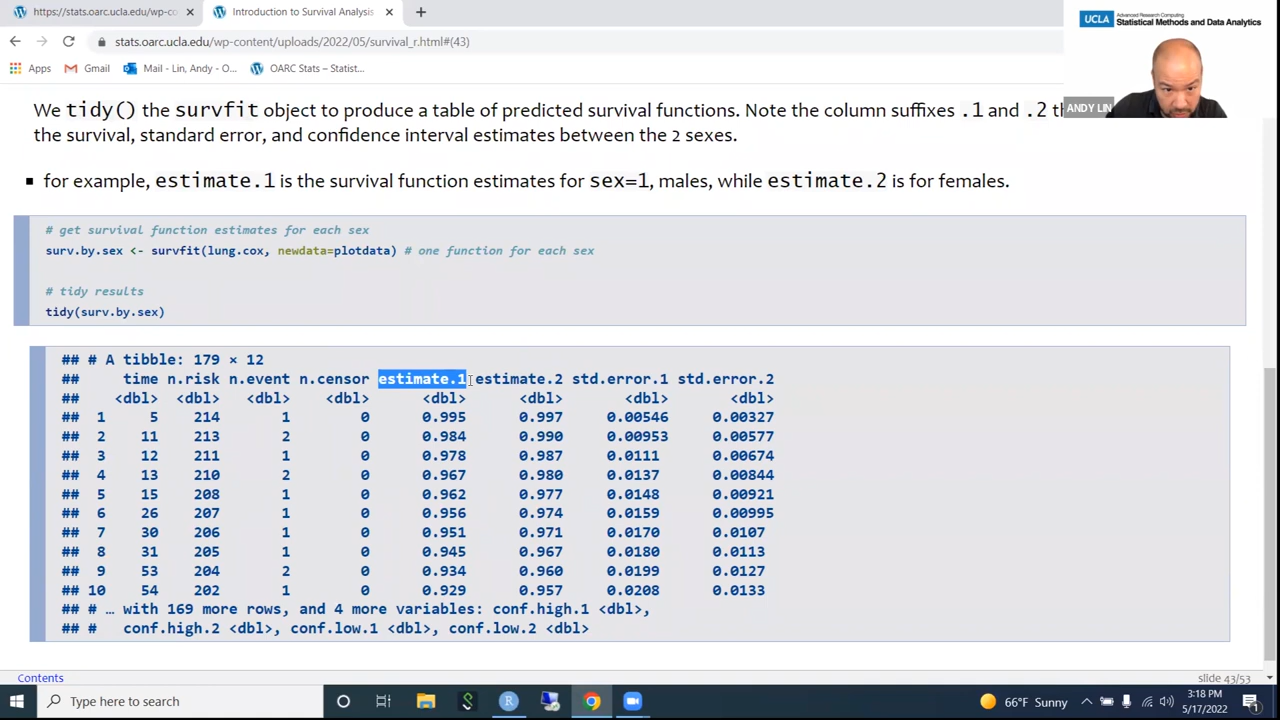 https://stats.oarc.ucla.edu/wp-co
Introduction to Survival Analysis
stats.oarc.ucla.edu/wp-content/uploads/2022/05/survival_r.html#(43)
Apps
Gmail
Mail - Lin, Andy - O...
OARC Stats – Statist...
UCLA
Advanced Research Computing
Statistical Methods and Data Analytics
ANDY LIN
We tidy() the survfit object to produce a table of predicted survival functions. Note the column suffixes .1 and .2 th
the survival, standard error, and confidence interval estimates between the 2 sexes.
for example, estimate.1 is the survival function estimates for sex=1, males, while estimate.2 is for females.
# get survival function estimates for each sex
surv.by.sex <- survfit(lung.cox, newdata=plotdata) # one function for each sex
# tidy results
tidy(surv.by.sex)
## # A tibble: 179 × 12
## time n.risk n.event n.censor estimate.1 estimate.2 std.error.1 std.error.2
## <dbl> <dbl> <dbl> <dbl> <dbl> <dbl> <dbl> <dbl>
## 1 5 214 1 0 0.995 0.997 0.00546 0.00327
## 2 11 213 2 0 0.984 0.990 0.00953 0.00577
## 3 12 211 1 0 0.978 0.987 0.0111 0.00674
## 4 13 210 2 0 0.967 0.980 0.0137 0.00844
## 5 15 208 1 0 0.962 0.977 0.0148 0.00921
## 6 26 207 1 0 0.956 0.974 0.0159 0.00995
## 7 30 206 1 0 0.951 0.971 0.0170 0.0107
## 8 31 205 1 0 0.945 0.967 0.0180 0.0113
## 9 53 204 2 0 0.934 0.960 0.0199 0.0127
## 10 54 202 1 0 0.929 0.957 0.0208 0.0133
## # … with 169 more rows, and 4 more variables: conf.high.1 <dbl>,
## # conf.high.2 <dbl>, conf.low.1 <dbl>, conf.low.2 <dbl>
Contents
slide 43/53
Type here to search
66°F Sunny
3:18 PM
5/17/2022